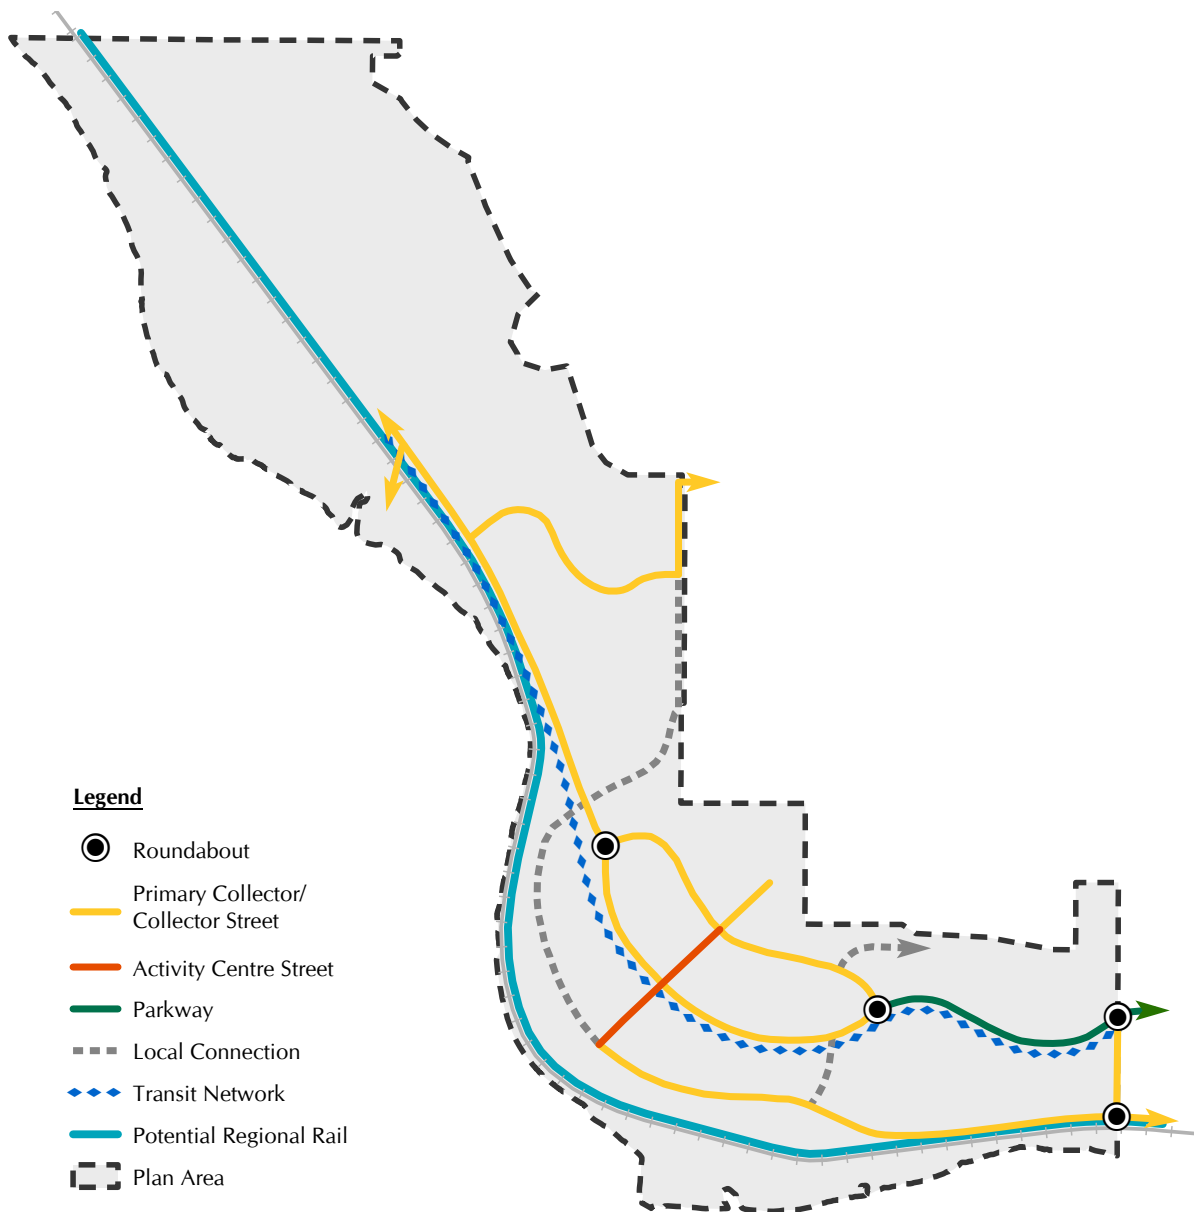 Legend
Roundabout
Primary Collector/
Collector Street
Activity Centre Street
Parkway
Local Connection
Transit Network
Potential Regional Rail
Plan Area